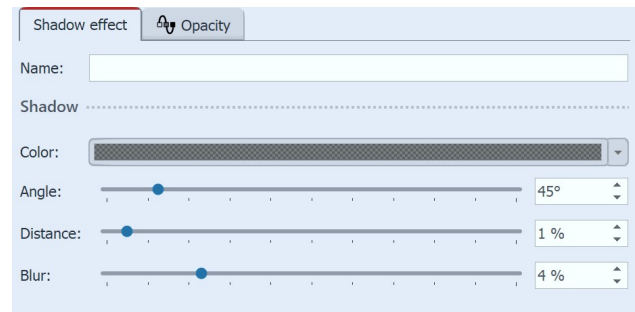 Shadow effect Opacity
Name:
Shadow
Color:
Angle: 45°
Distance: 1 %
Blur: 4 %